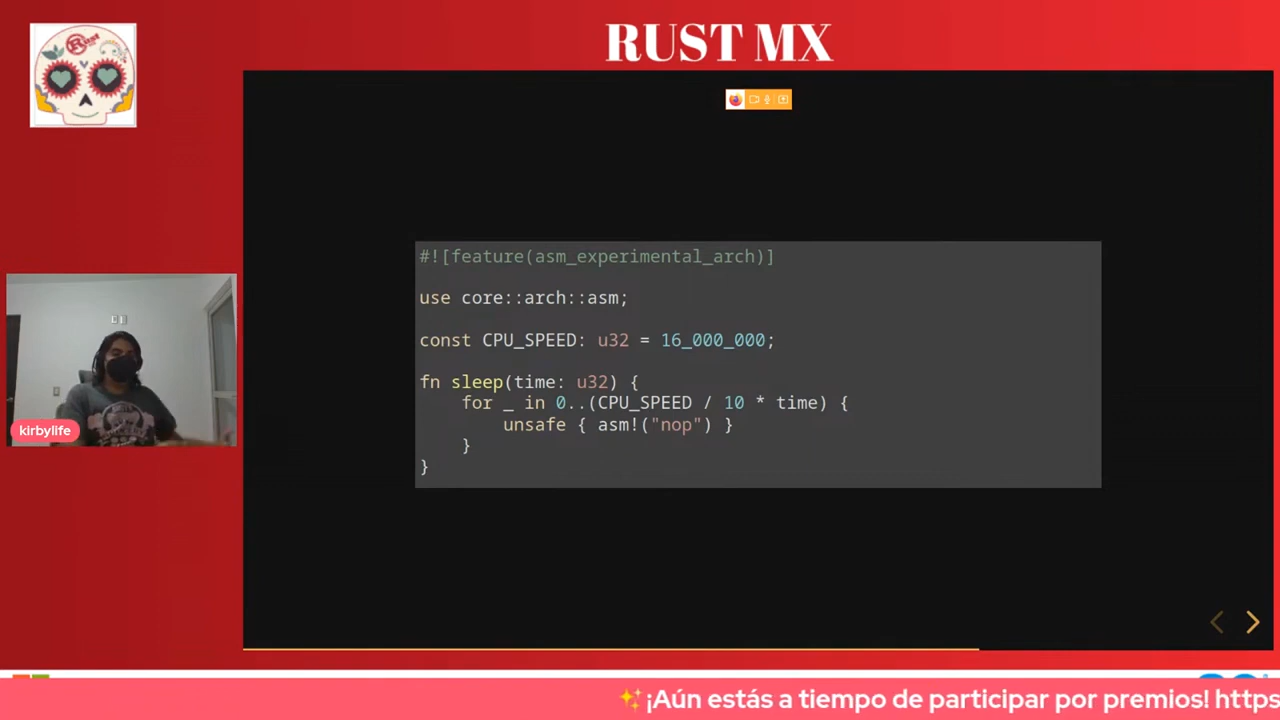 RUST MX
Rust
#![feature(asm_experimental_arch)]
use core::arch::asm;
const CPU_SPEED: u32 = 16_000_000;
fn sleep(time: u32) {
    for _ in 0..(CPU_SPEED / 10 * time) {
        unsafe { asm!("nop") }
    }
}
kirbylife
✨ ¡Aún estás a tiempo de participar por premios! https